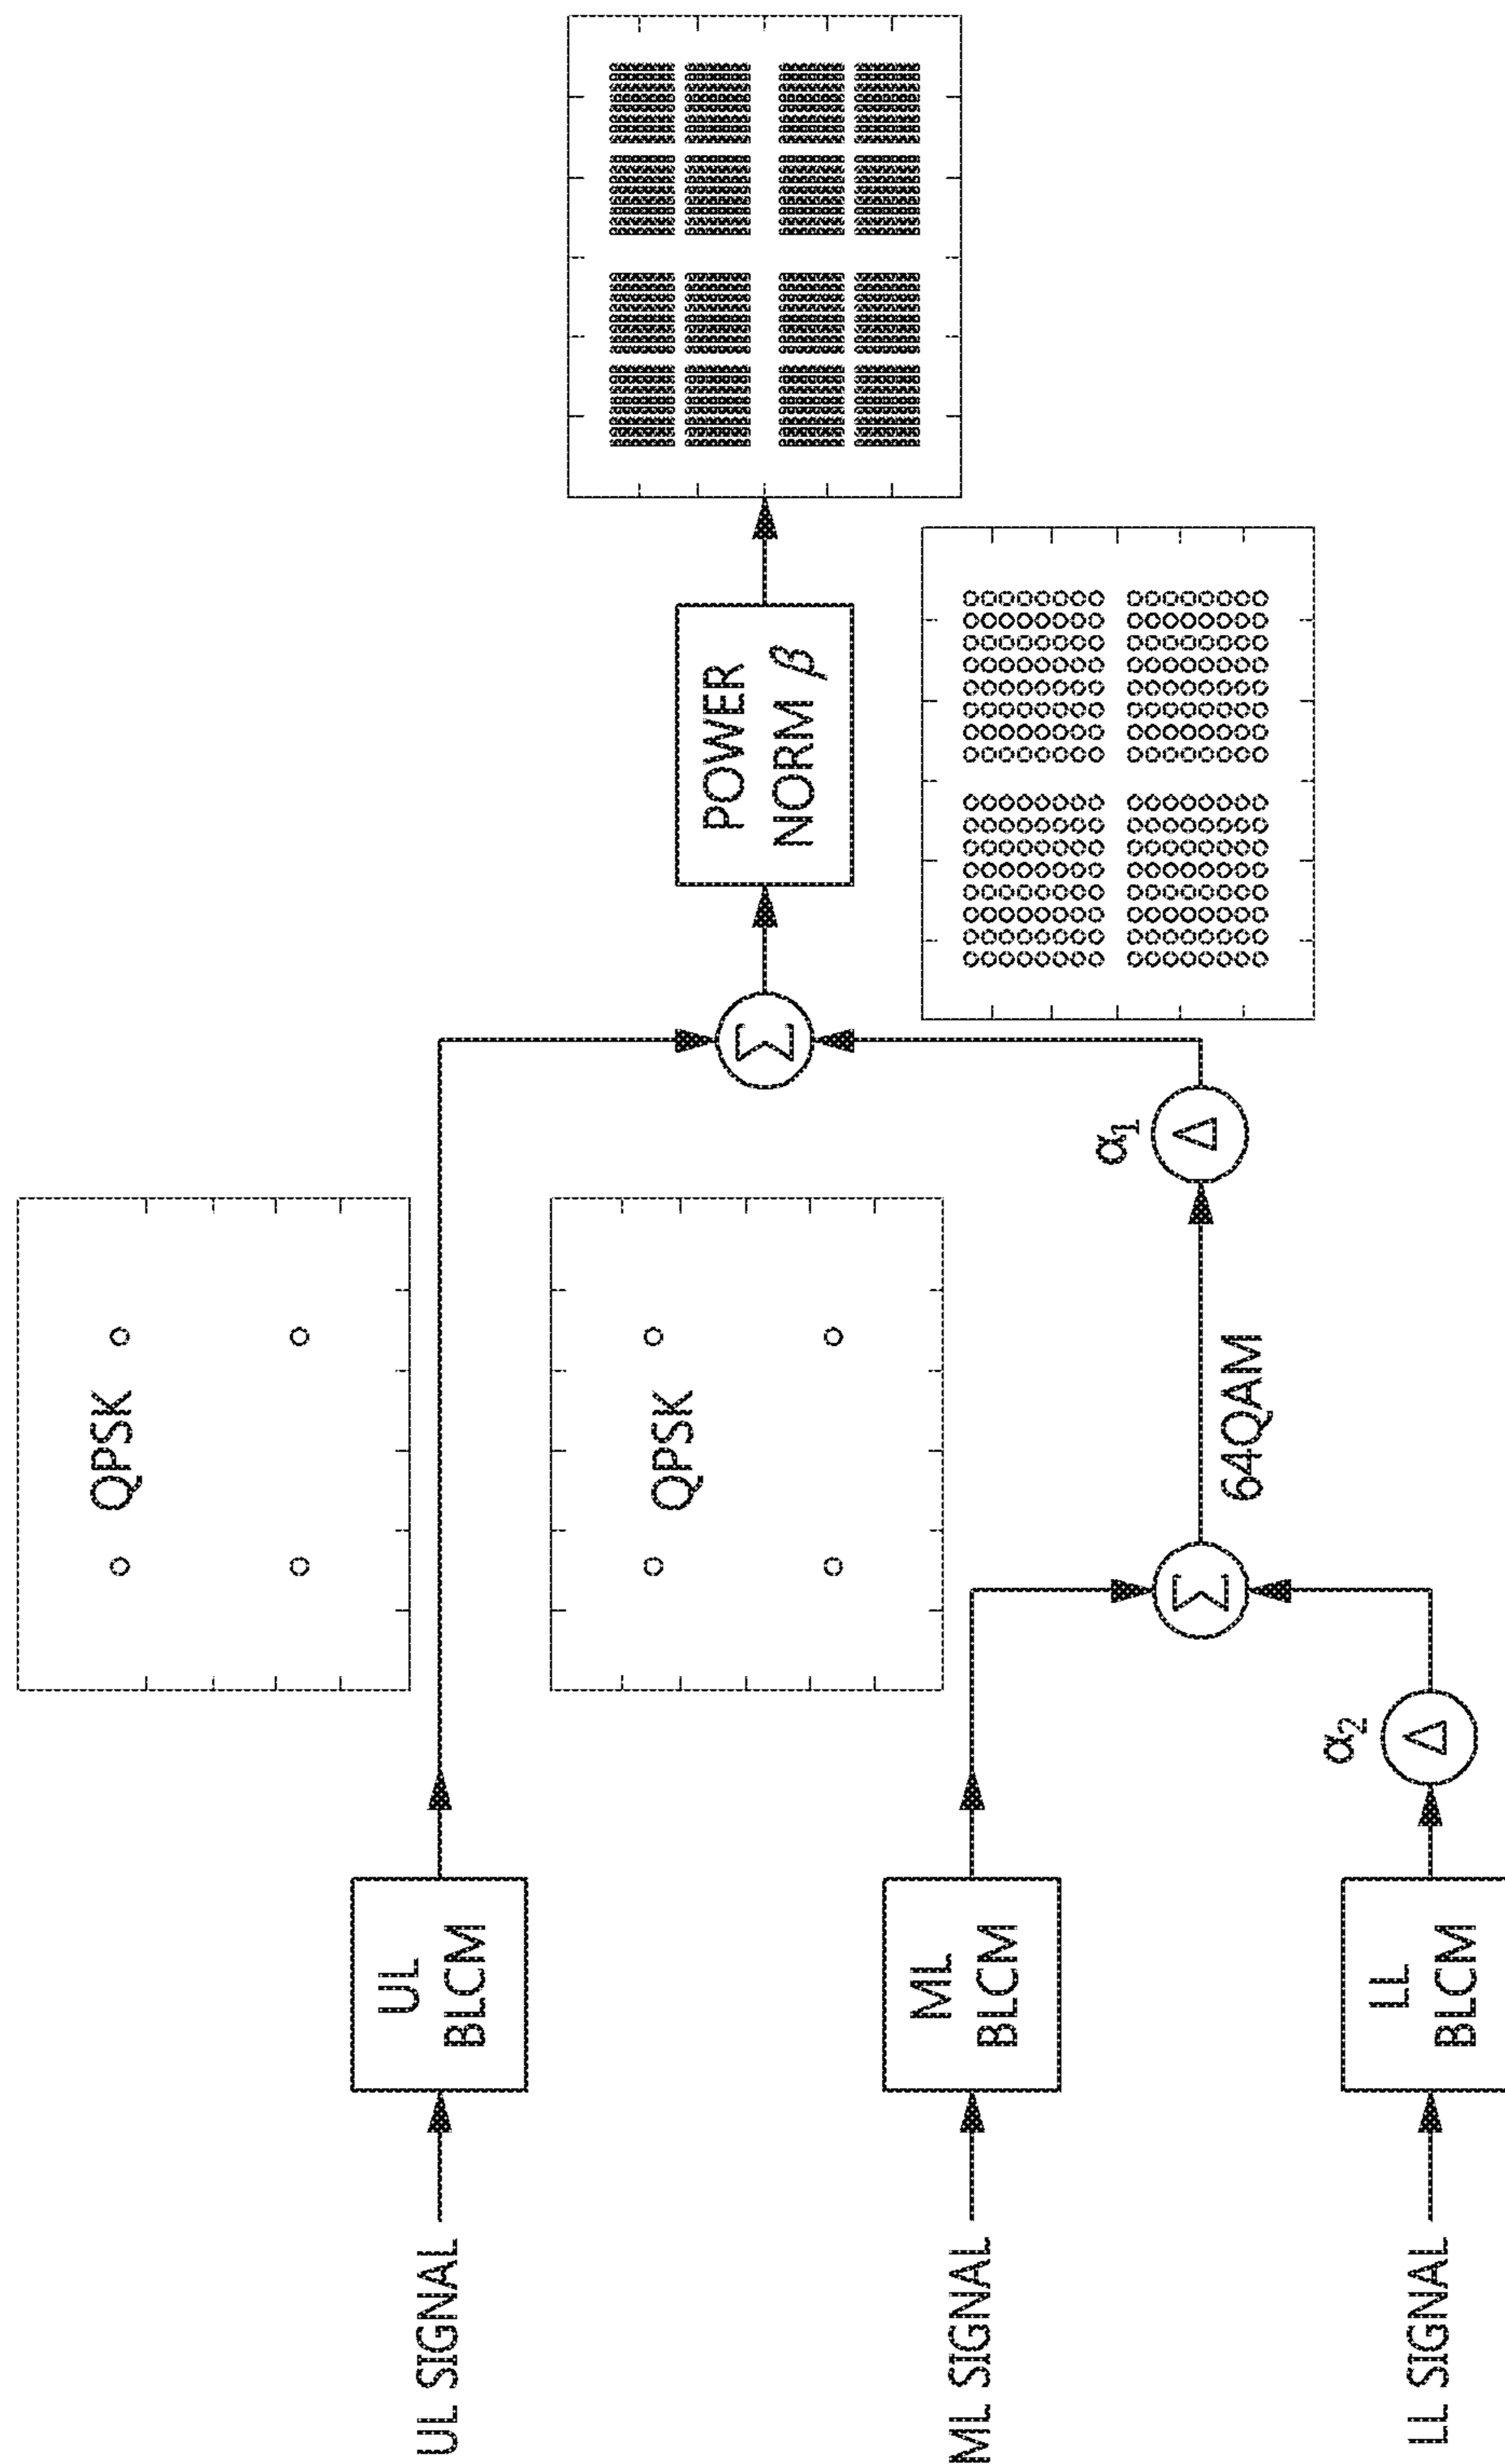 UL SIGNAL
UL
BLCM
QPSK
ML SIGNAL
ML
BLCM
QPSK
Σ
POWER
NORM β
LL SIGNAL
LL
BLCM
α2
Δ
Σ
64QAM
α1
Δ